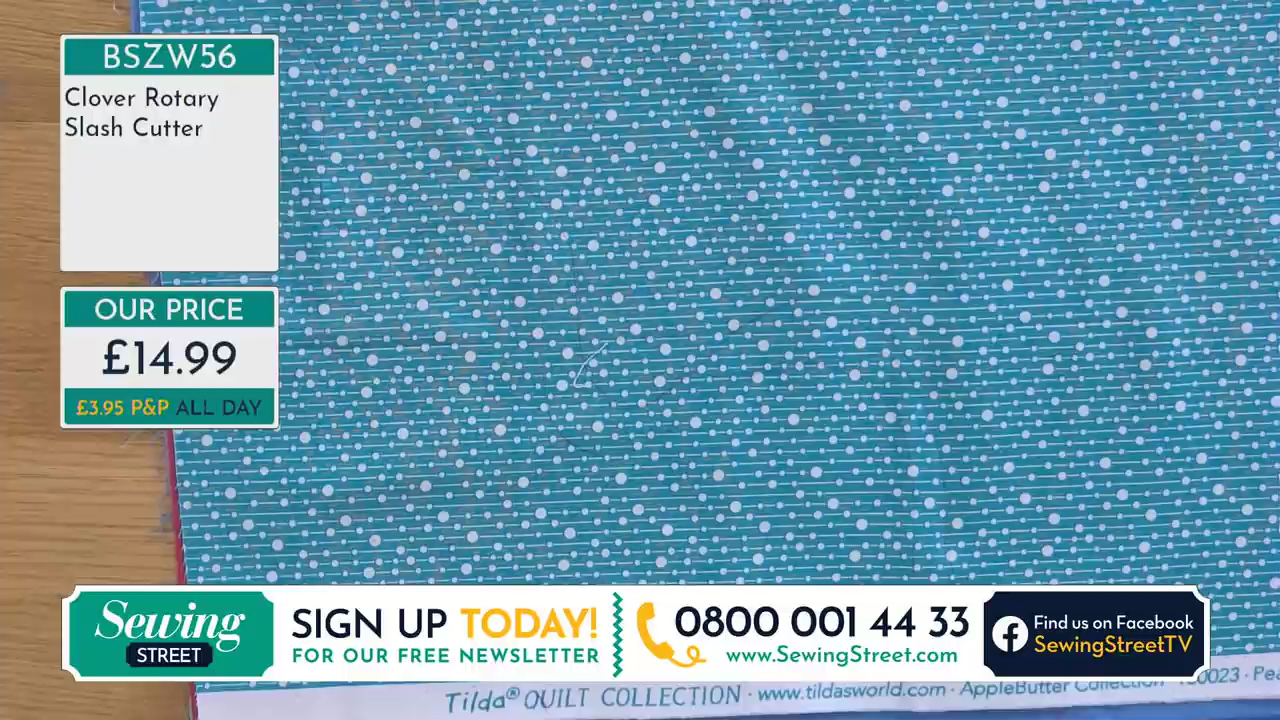 BSZW56
Clover Rotary
Slash Cutter
OUR PRICE
£14.99
£3.95 P&P ALL DAY
Sewing
STREET
SIGN UP TODAY!
FOR OUR FREE NEWSLETTER
0800 001 44 33
www.SewingStreet.com
Find us on Facebook
SewingStreetTV
Tilda® QUILT COLLECTION · www.tildasworld.com · AppleButter Collection